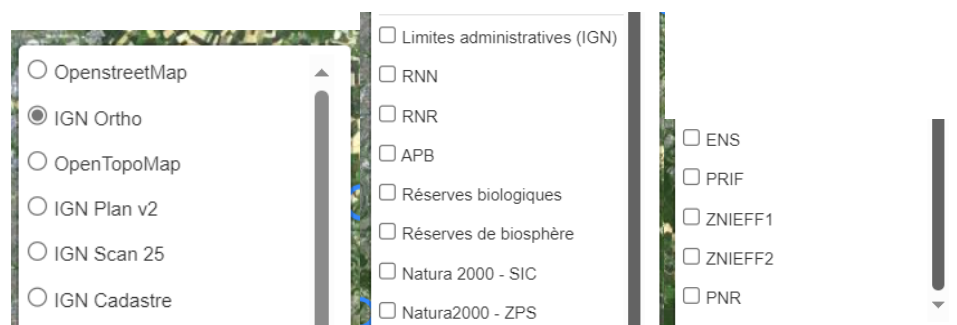 OpenstreetMap
IGN Ortho
OpenTopoMap
IGN Plan v2
IGN Scan 25
IGN Cadastre
Limites administratives (IGN)
RNN
RNR
APB
Réserves biologiques
Réserves de biosphère
Natura 2000 - SIC
Natura2000 - ZPS
ENS
PRIF
ZNIEFF1
ZNIEFF2
PNR